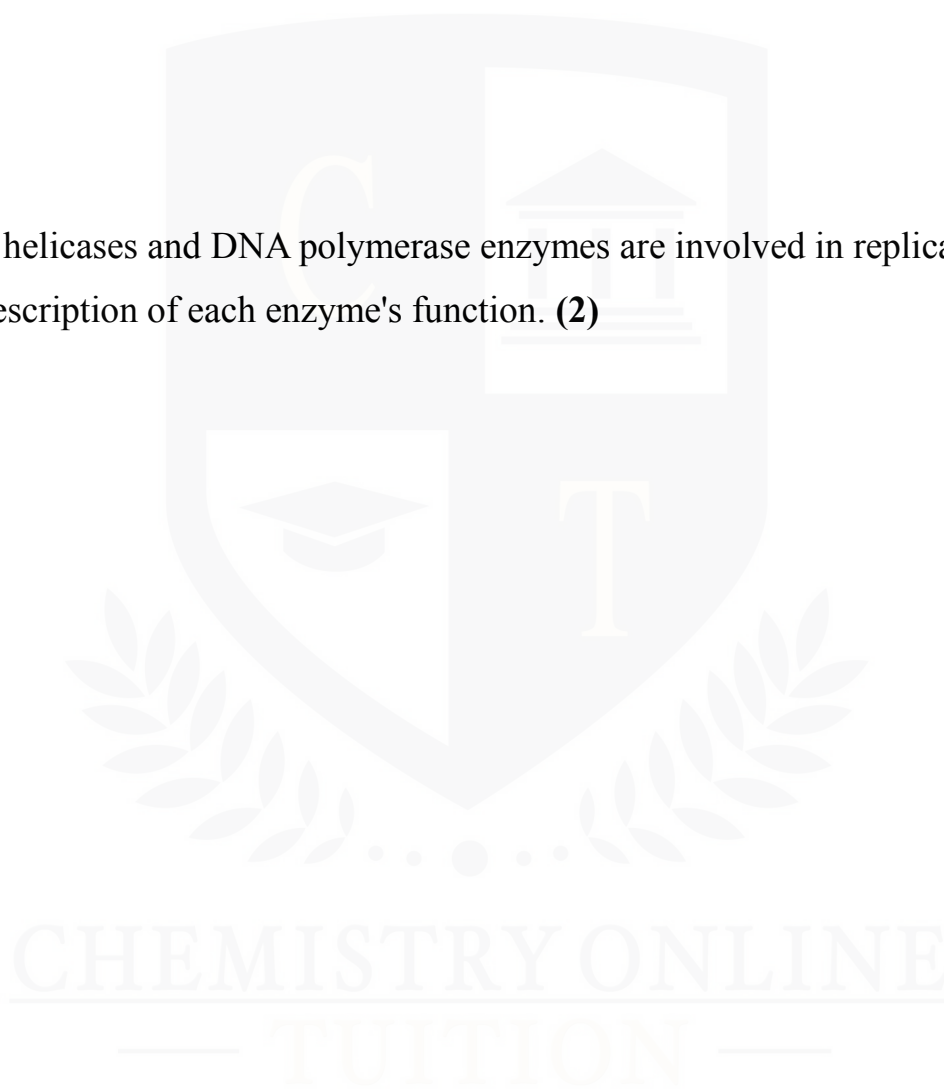 helicases and DNA polymerase enzymes are involved in replica
escription of each enzyme's function. (2)
C
T
CHEMISTRY ONLINE
TUITION